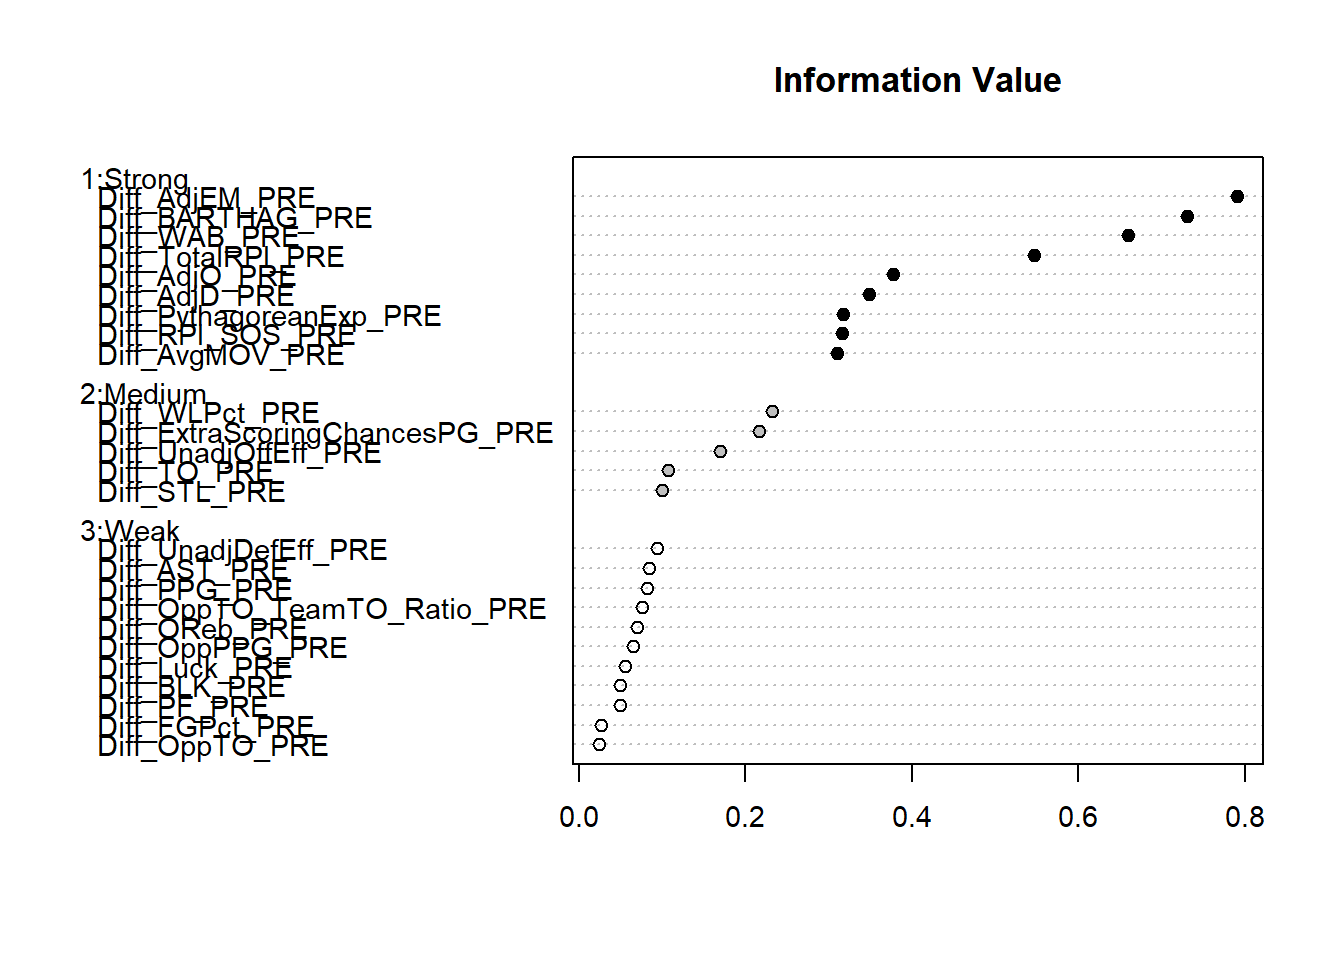 Information Value
1:Strong
Diff_AdjEM_PRE
Diff_BARTHAG_PRE
Diff_WAB_PRE
Diff_TotalRPI_PRE
Diff_AdjO_PRE
Diff_AdjD_PRE
Diff_PythagoreanExp_PRE
Diff_RPI_SOS_PRE
Diff_AvgMOV_PRE
2:Medium
Diff_WLPct_PRE
Diff_ExtraScoringChancesPG_PRE
Diff_UnadjOffEff_PRE
Diff_TO_PRE
Diff_STL_PRE
3:Weak
Diff_UnadjDefEff_PRE
Diff_AST_PRE
Diff_PPG_PRE
Diff_OppTO_TeamTO_Ratio_PRE
Diff_OReb_PRE
Diff_OppPPG_PRE
Diff_Luck_PRE
Diff_BLK_PRE
Diff_PF_PRE
Diff_FGPct_PRE
Diff_OppTO_PRE
0.0 0.2 0.4 0.6 0.8